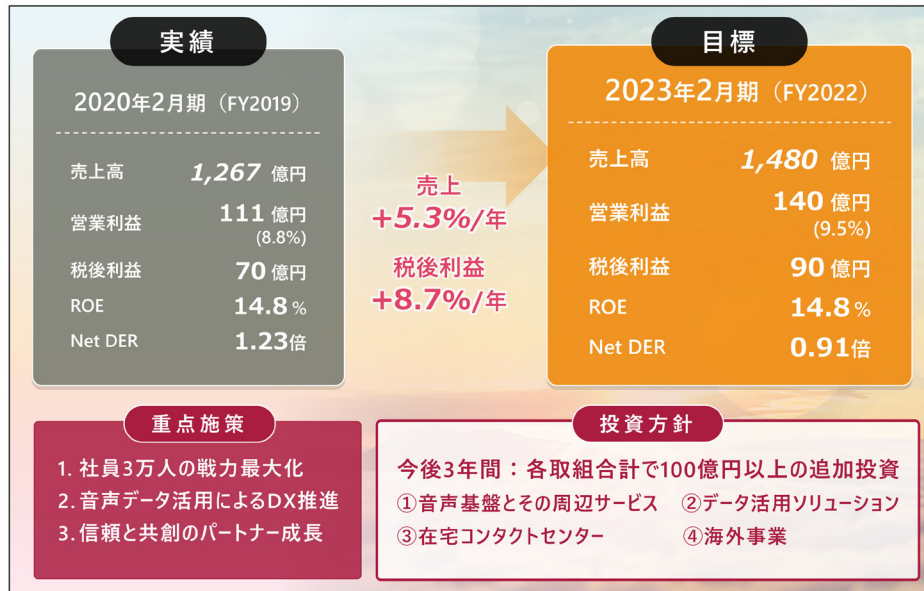 実績
2020年2月期（FY2019）
売上高 1,267 億円
営業利益 111 億円
(8.8%)
税後利益 70 億円
ROE 14.8 %
Net DER 1.23倍
売上
+5.3%/年
税後利益
+8.7%/年
目標
2023年2月期（FY2022）
売上高 1,480 億円
営業利益 140 億円
(9.5%)
税後利益 90 億円
ROE 14.8 %
Net DER 0.91倍
重点施策
1. 社員3万人の戦力最大化
2. 音声データ活用によるDX推進
3. 信頼と共創のパートナー成長
投資方針
今後3年間：各取組合計で100億円以上の追加投資
①音声基盤とその周辺サービス ②データ活用ソリューション
③在宅コンタクトセンター ④海外事業